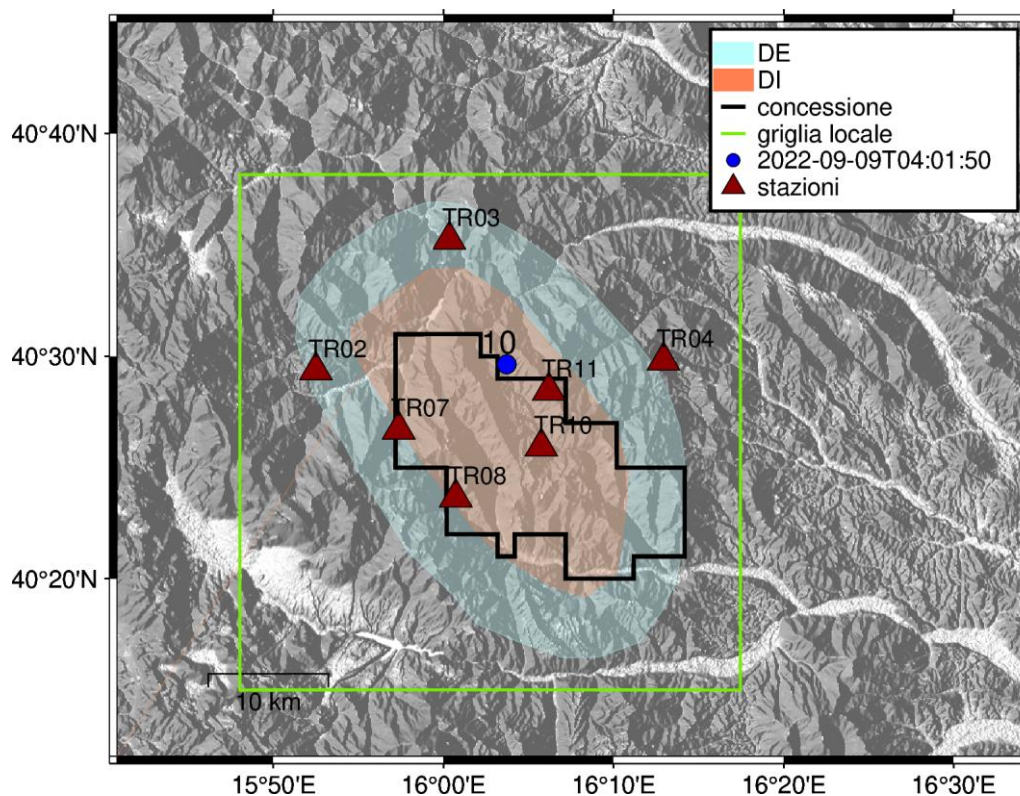 DE
DI
concessione
griglia locale
2022-09-09T04:01:50
stazioni
40°40'N
TR03
40°30'N
10
TR02
TR04
TR11
TR07
TR10
TR08
40°20'N
10 km
15°50'E
16°00'E
16°10'E
16°20'E
16°30'E